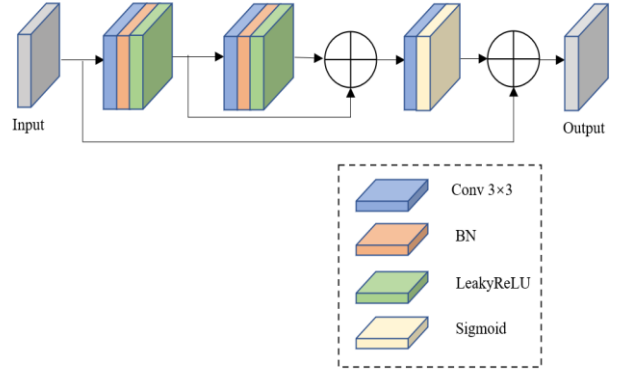 Input
Output
Conv 3×3
BN
LeakyReLU
Sigmoid